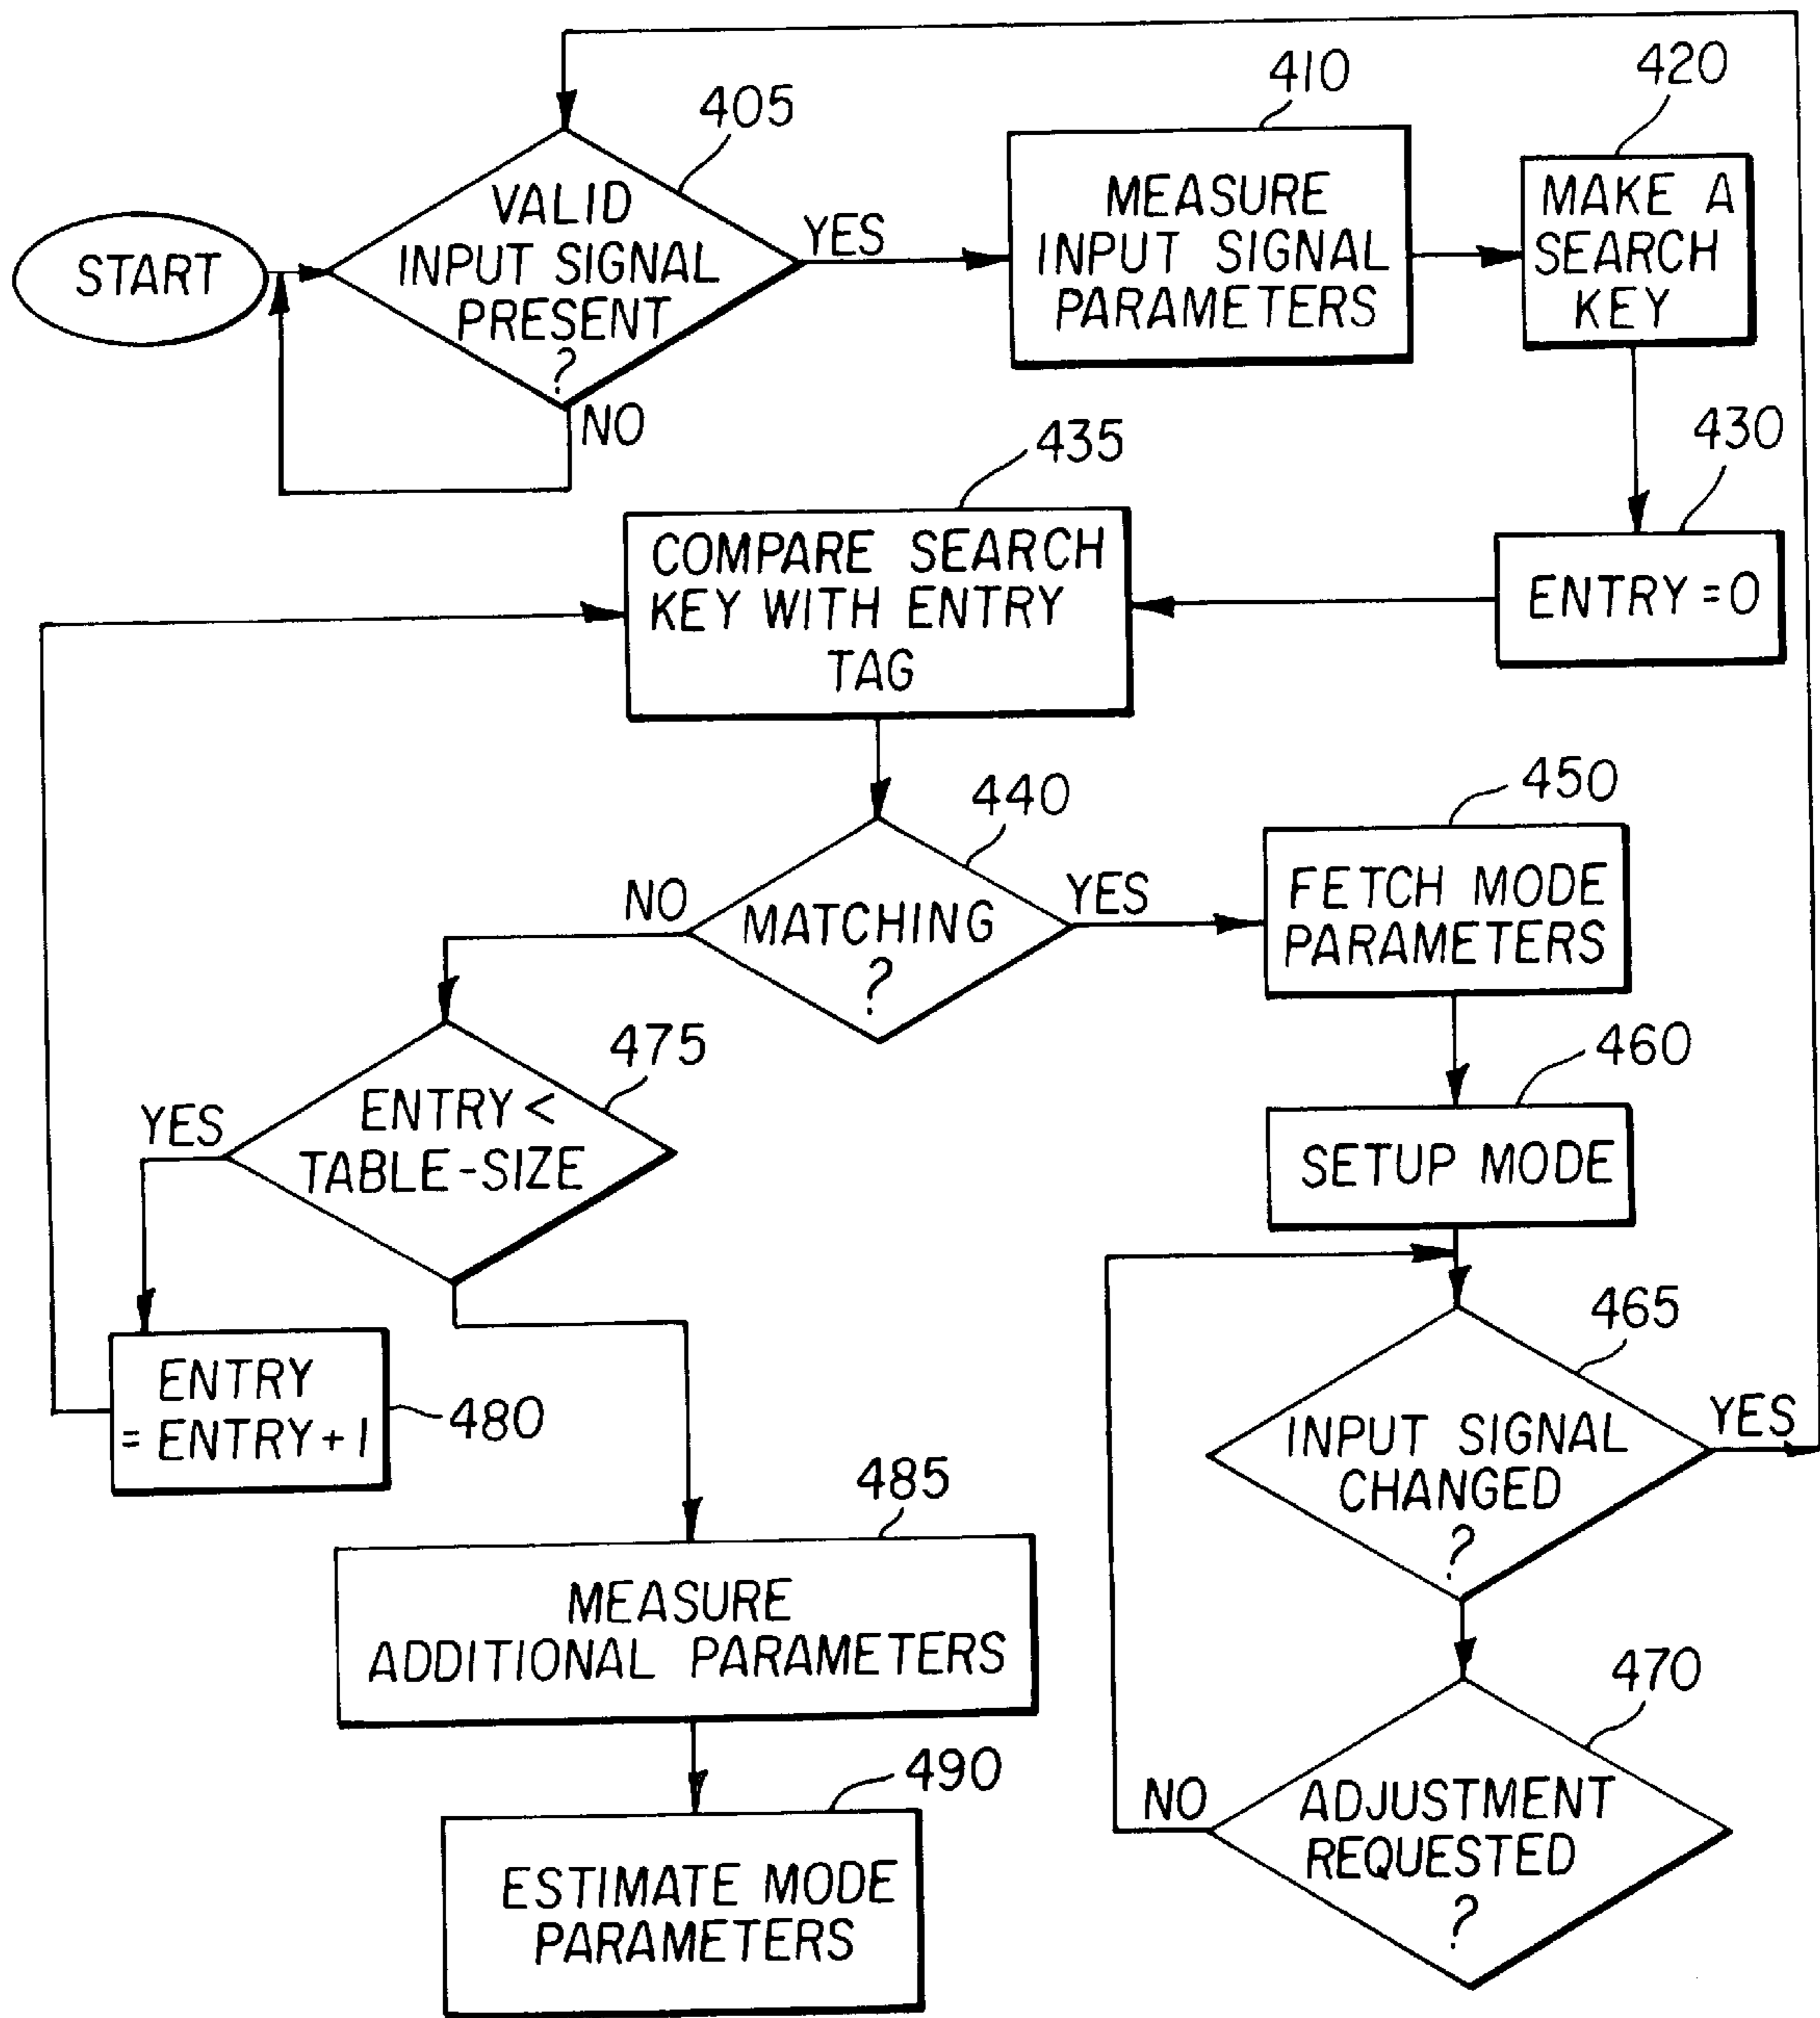 405
410
420
START
VALID
INPUT SIGNAL
PRESENT
?
YES
NO
MEASURE
INPUT SIGNAL
PARAMETERS
MAKE A
SEARCH
KEY
430
ENTRY = 0
435
COMPARE SEARCH
KEY WITH ENTRY
TAG
440
NO
MATCHING
?
YES
450
FETCH MODE
PARAMETERS
460
SETUP MODE
475
YES
ENTRY <
TABLE-SIZE
465
INPUT SIGNAL
CHANGED
?
YES
ENTRY
= ENTRY + 1
480
485
MEASURE
ADDITIONAL PARAMETERS
470
NO
ADJUSTMENT
REQUESTED
?
490
ESTIMATE MODE
PARAMETERS